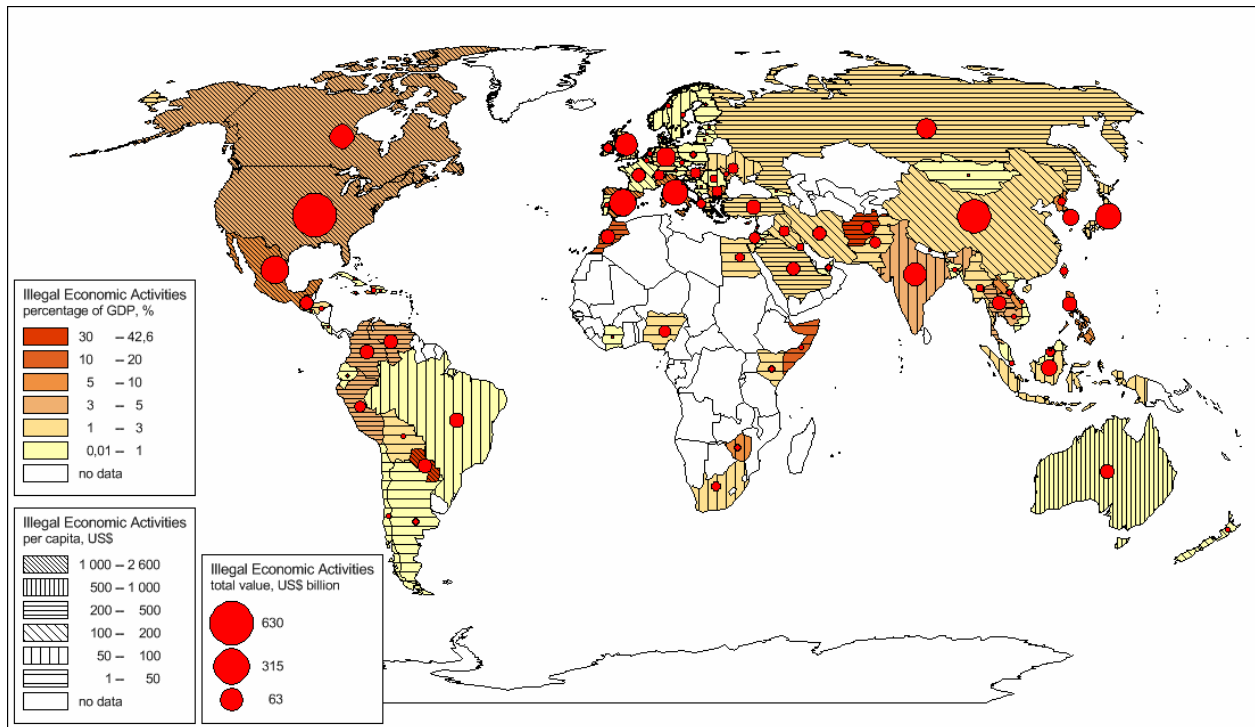 Illegal Economic Activities
percentage of GDP, %
30 – 42,6
10 – 20
5 – 10
3 – 5
1 – 3
0,01 – 1
no data
Illegal Economic Activities
per capita, US$
1 000 – 2 600
500 – 1 000
200 – 500
100 – 200
50 – 100
1 – 50
no data
Illegal Economic Activities
total value, US$ billion
630
315
63